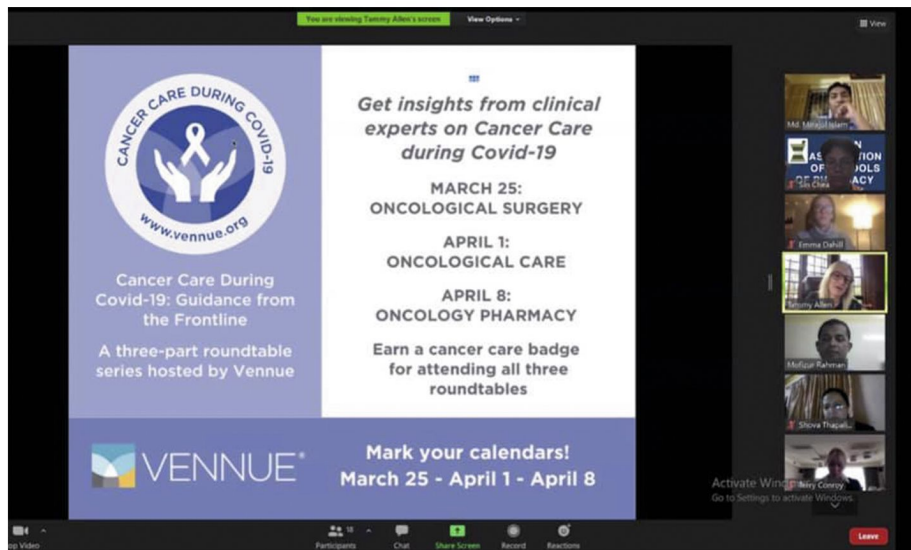 You are viewing Tammy Allen's screen
View Options
View
CANCER CARE DURING COVID-19
www.vennue.org
Cancer Care During
Covid-19: Guidance from
the Frontline
A three-part roundtable
series hosted by Vennue
Get insights from clinical
experts on Cancer Care
during Covid-19
MARCH 25:
ONCOLOGICAL SURGERY
APRIL 1:
ONCOLOGICAL CARE
APRIL 8:
ONCOLOGY PHARMACY
Earn a cancer care badge
for attending all three
roundtables
VENNUE®
Mark your calendars!
March 25 - April 1 - April 8
Islam
Emma Dahill
Tammy Allen
Mofizur Rahman
Shova
Conroy
Activate Windows
Go to Settings to activate Windows.
op Video
Participants
18
Chat
Share Screen
Record
Reactions
Leave